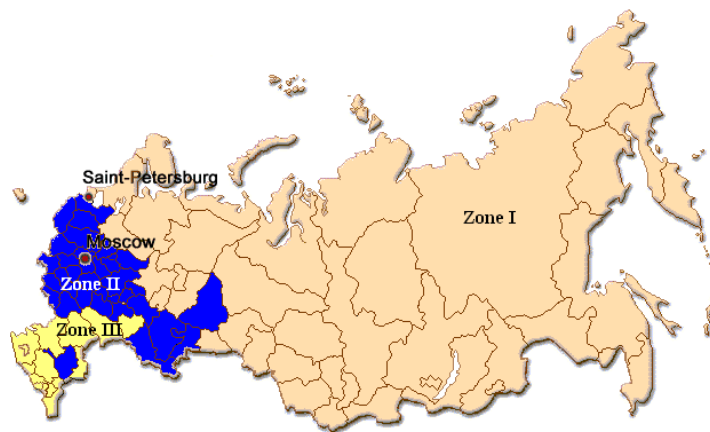 Saint-Petersburg
Zone I
Moscow
Zone II
Zone III